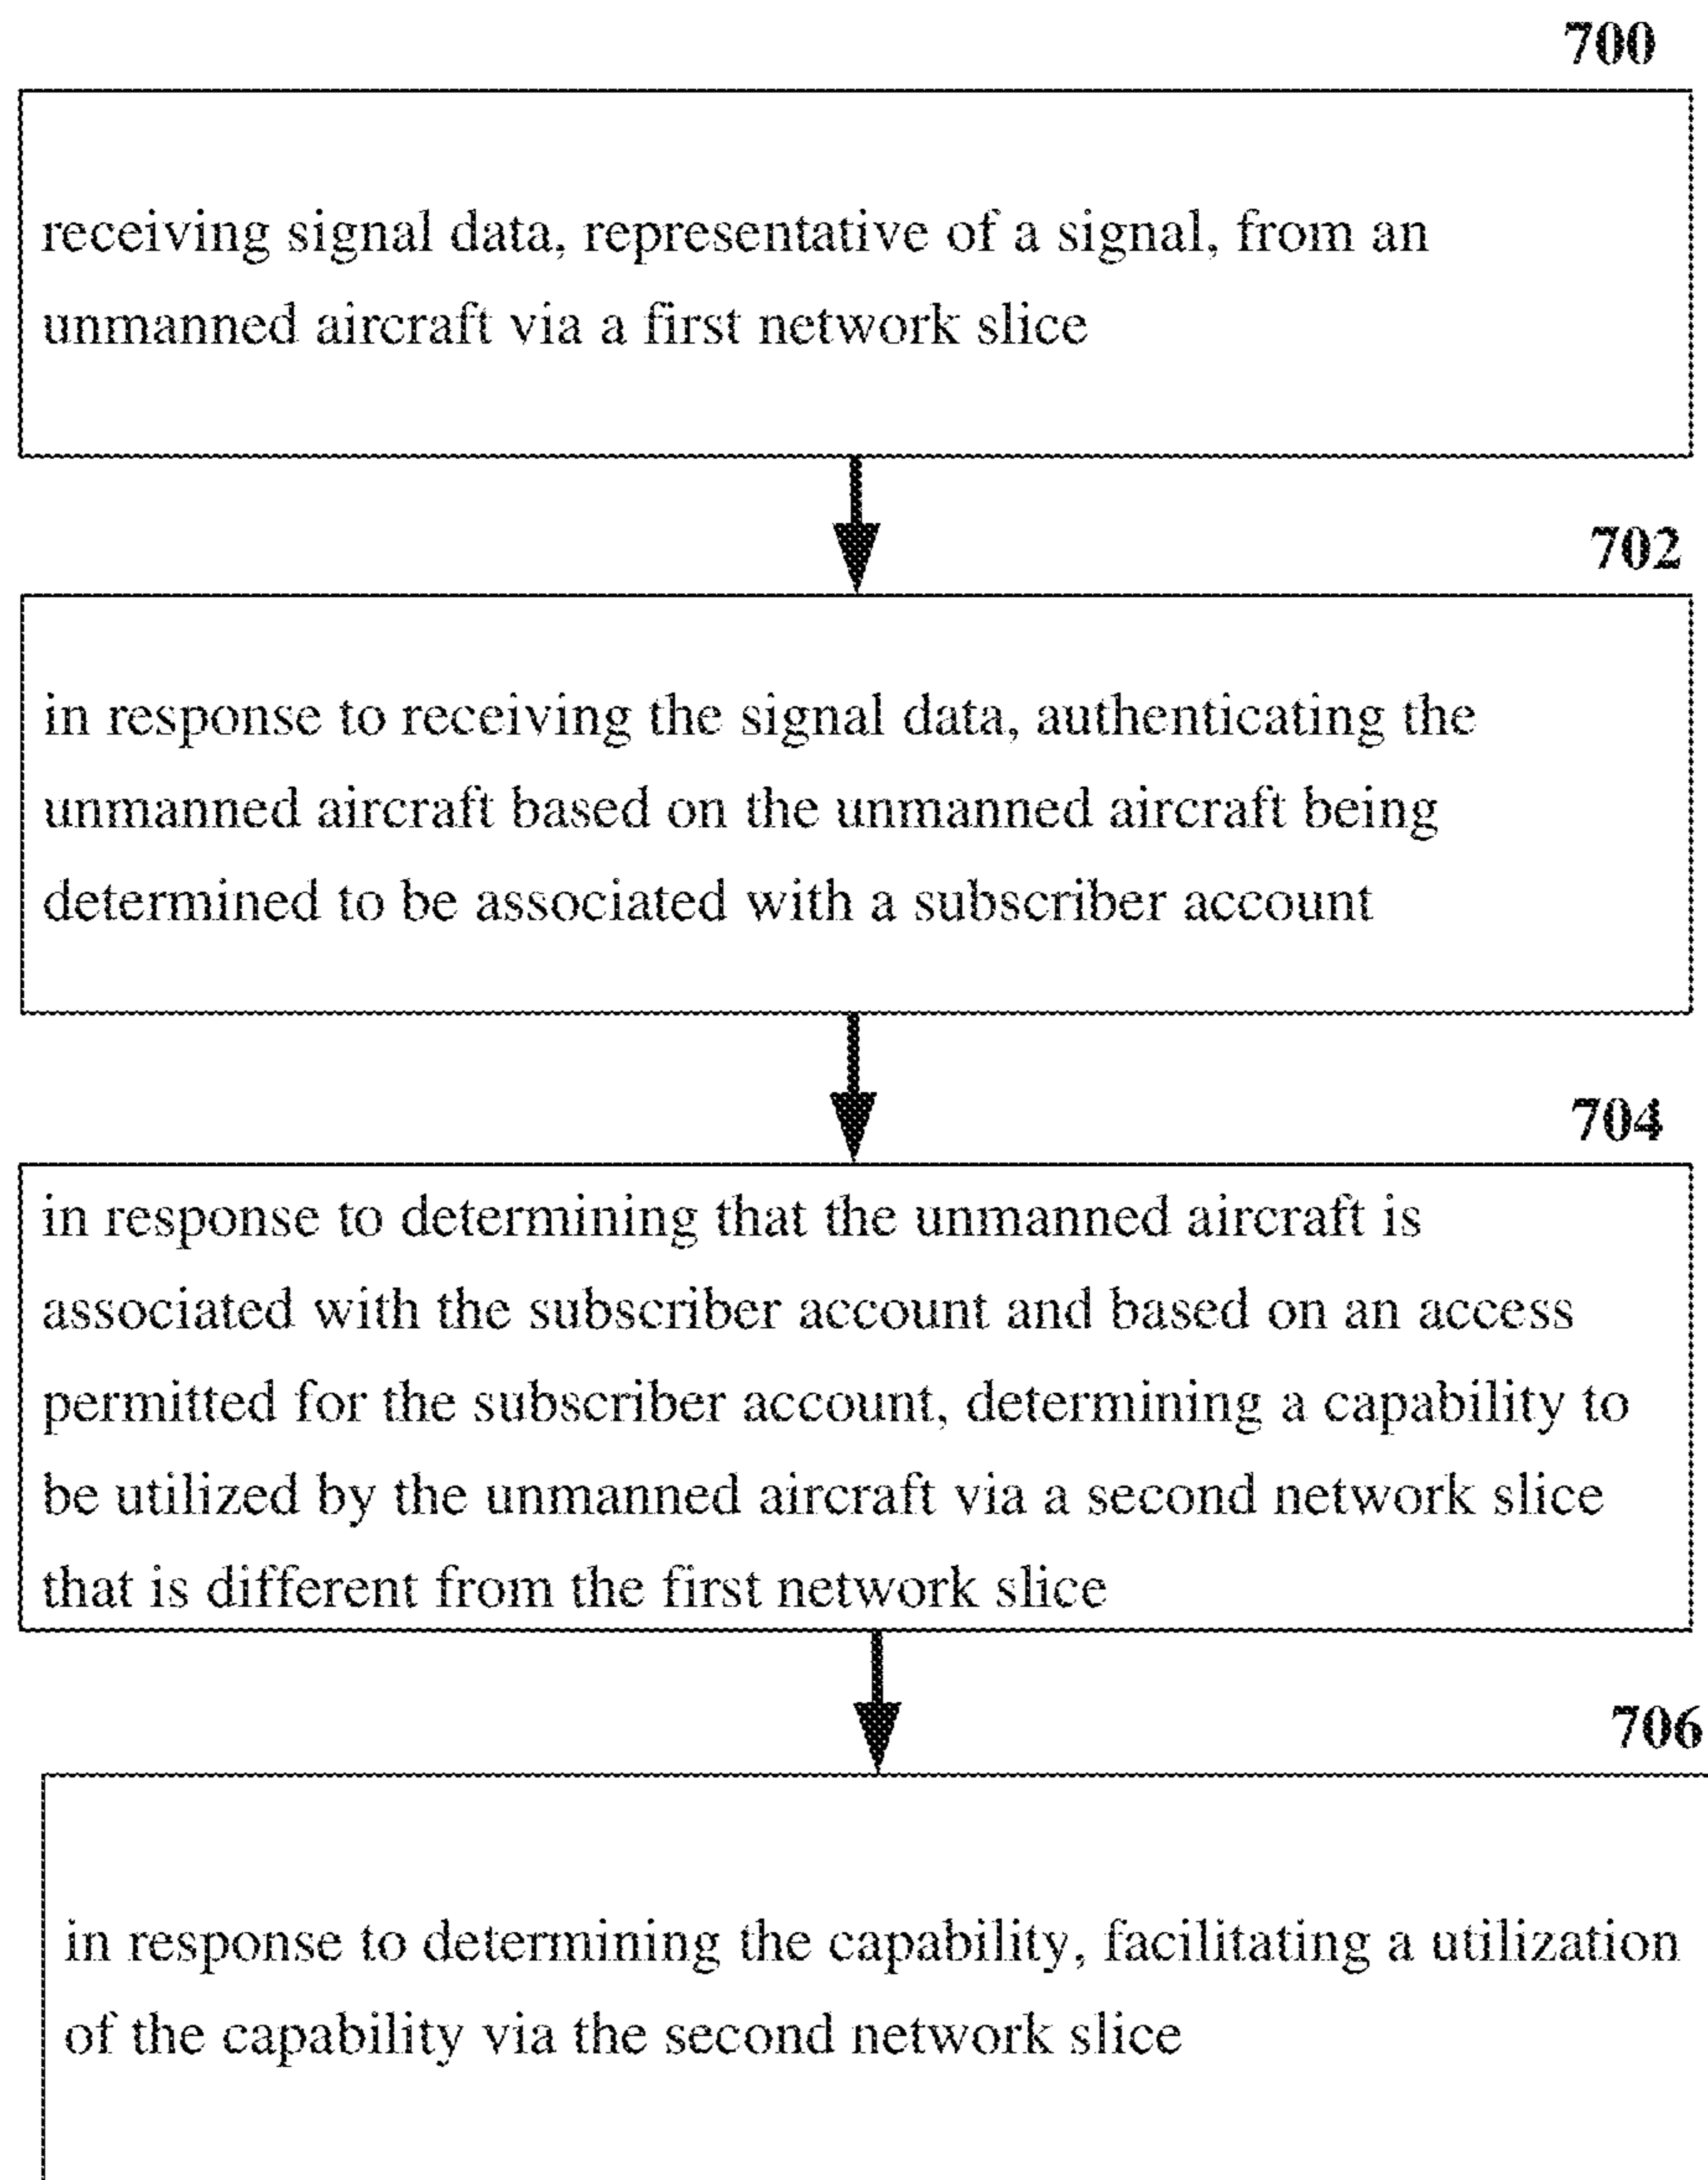 700
receiving signal data, representative of a signal, from an
unmanned aircraft via a first network slice
702
in response to receiving the signal data, authenticating the
unmanned aircraft based on the unmanned aircraft being
determined to be associated with a subscriber account
704
in response to determining that the unmanned aircraft is
associated with the subscriber account and based on an access
permitted for the subscriber account, determining a capability to
be utilized by the unmanned aircraft via a second network slice
that is different from the first network slice
706
in response to determining the capability, facilitating a utilization
of the capability via the second network slice